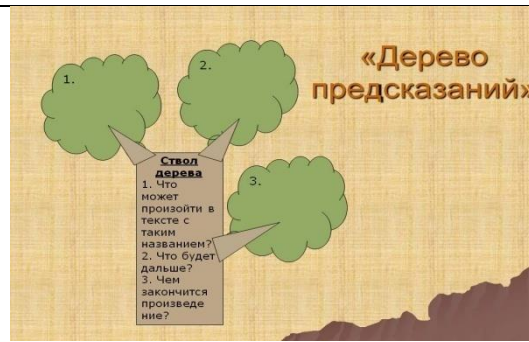 «Дерево
предсказаний»
1.
2.
3.
Ствол
дерева
1. Что
может
произойти в
тексте с
таким
названием?
2. Что будет
дальше?
3. Чем
закончится
произведе
ние?